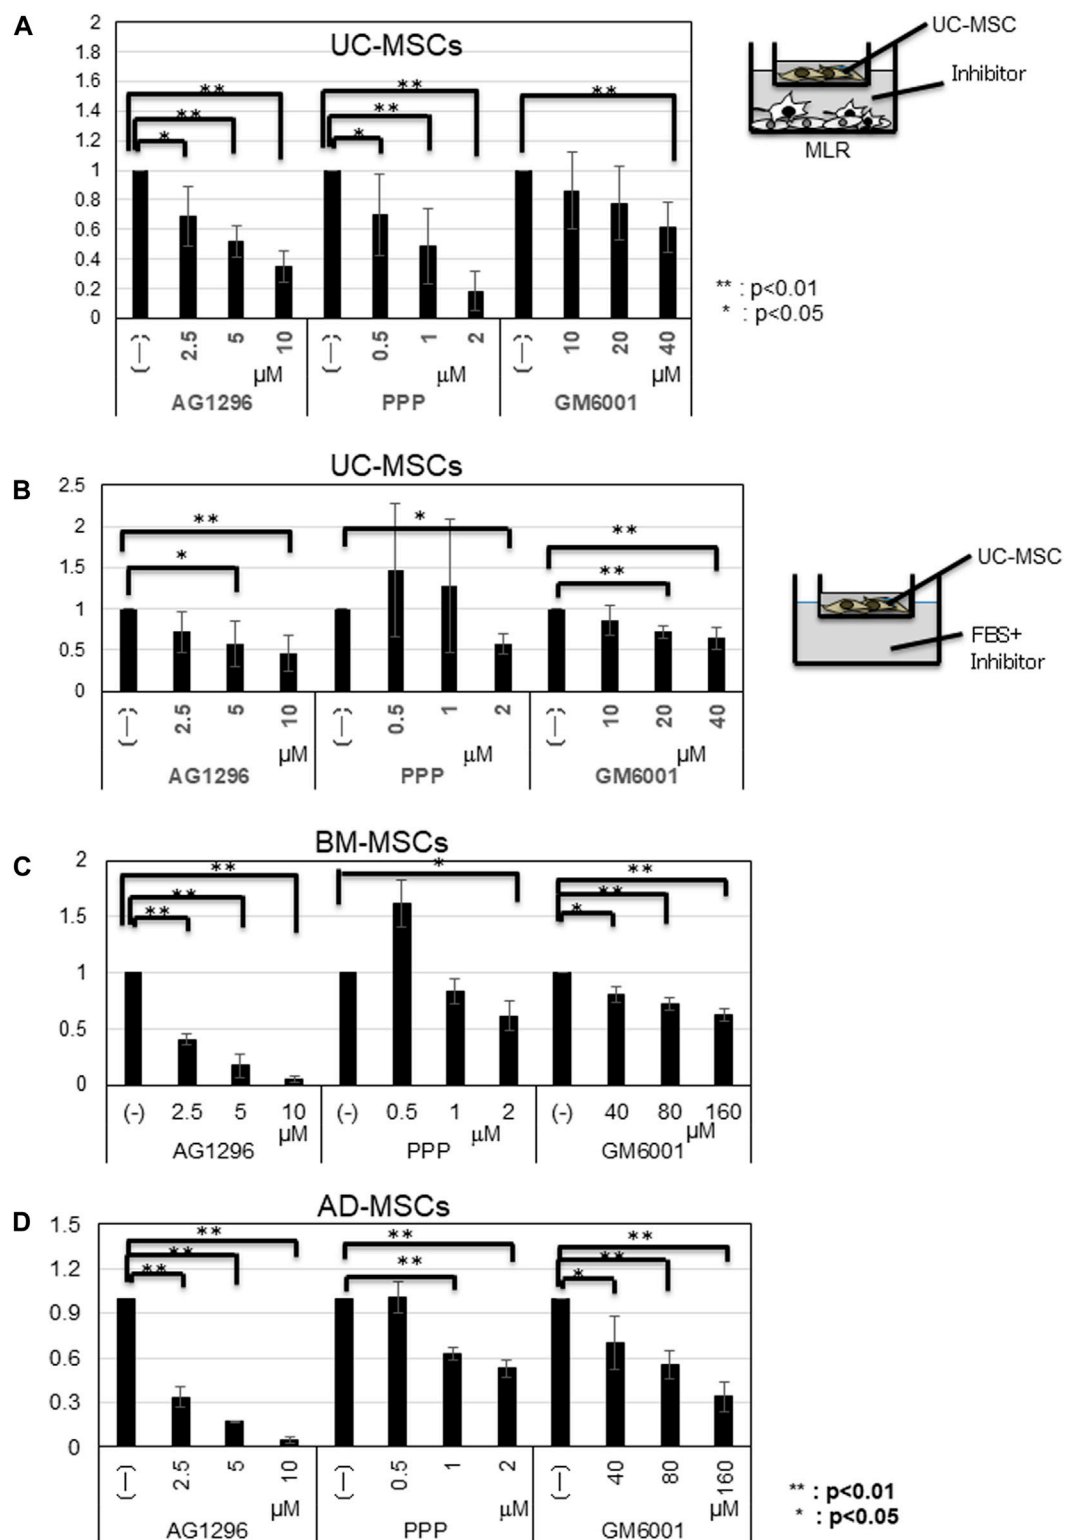 A
UC-MSCs
2
1.8
1.6
1.4
1.2
1
0.8
0.6
0.4
0.2
0
** ** *
** ** *
**
(—) 2.5 5 10 µM
(—) 0.5 1 2 µM
(—) 10 20 40 µM
AG1296 PPP GM6001
UC-MSC
Inhibitor
MLR
** : p<0.01
* : p<0.05
B
UC-MSCs
2.5
2
1.5
1
0.5
0
** *
*
** **
(—) 2.5 5 10 µM
(—) 0.5 1 2 µM
(—) 10 20 40 µM
AG1296 PPP GM6001
UC-MSC
FBS+
Inhibitor
C
BM-MSCs
2
1.5
1
0.5
0
** ** **
*
** ** *
(-) 2.5 5 10 µM
(-) 0.5 1 2 µM
(-) 40 80 160 µM
AG1296 PPP GM6001
D
AD-MSCs
1.5
1.2
0.9
0.6
0.3
0
** ** **
** **
** ** *
(—) 2.5 5 10 µM
(—) 0.5 1 2 µM
(—) 40 80 160 µM
AG1296 PPP GM6001
** : p<0.01
* : p<0.05